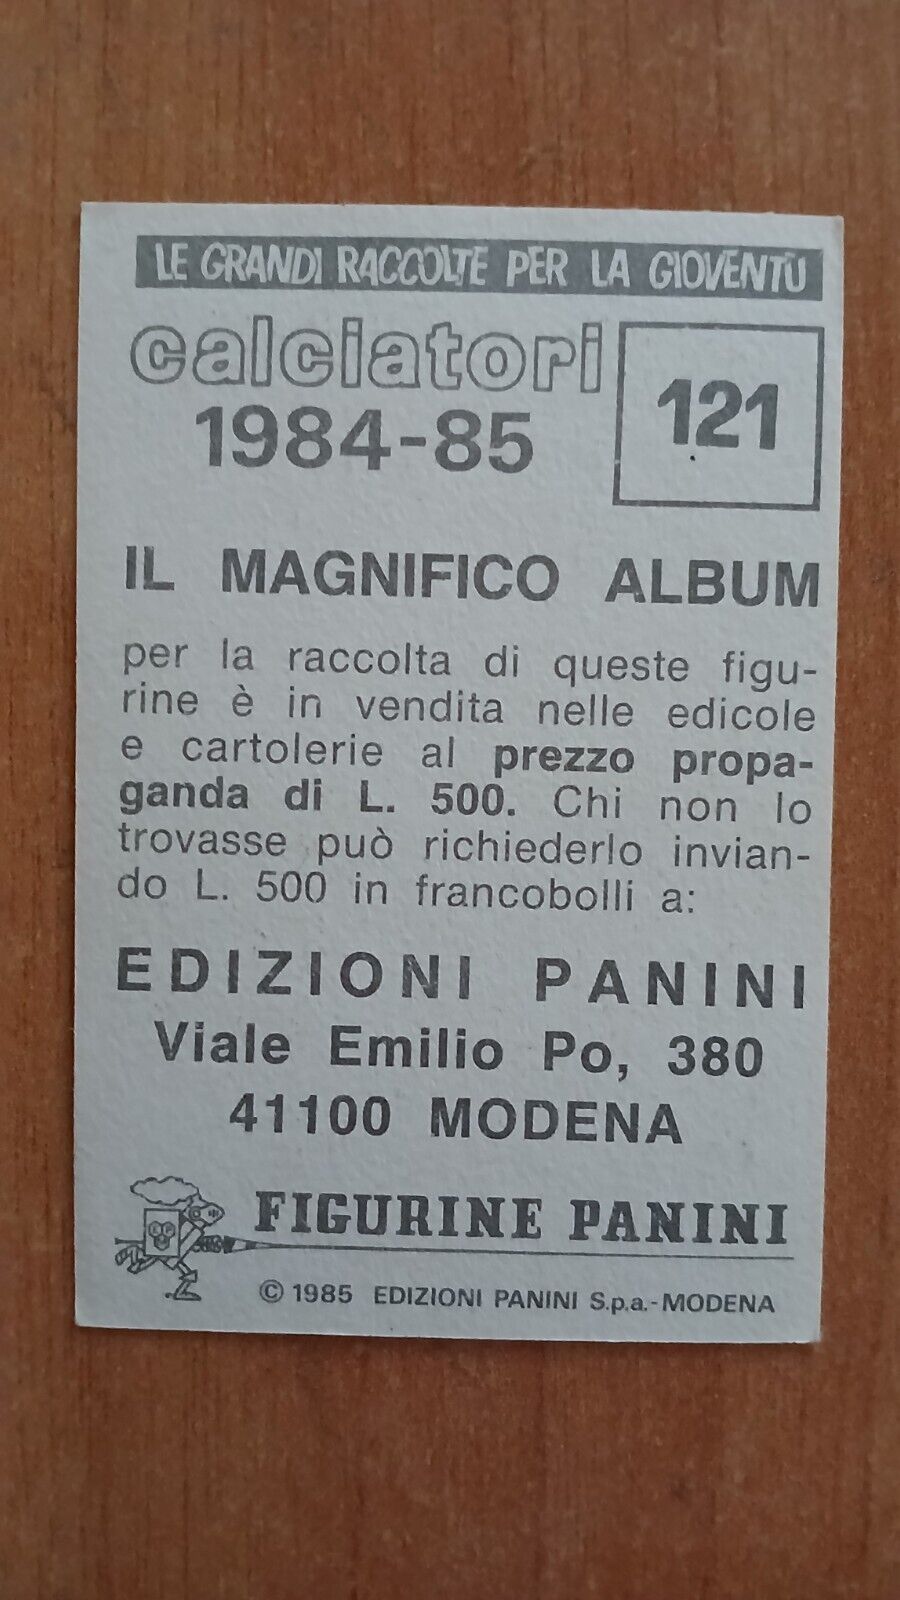 LE GRANDI RACCOLTE PER LA GIOVENTÙ
calciatori
1984-85
121
IL MAGNIFICO ALBUM
per la raccolta di queste figu-
rine è in vendita nelle edicole
e cartolerie al prezzo propa-
ganda di L. 500. Chi non lo
trovasse può richiederlo invian-
do L. 500 in francobolli a:
EDIZIONI PANINI
Viale Emilio Po, 380
41100 MODENA
FIGURINE PANINI
© 1985 EDIZIONI PANINI S.p.a.-MODENA